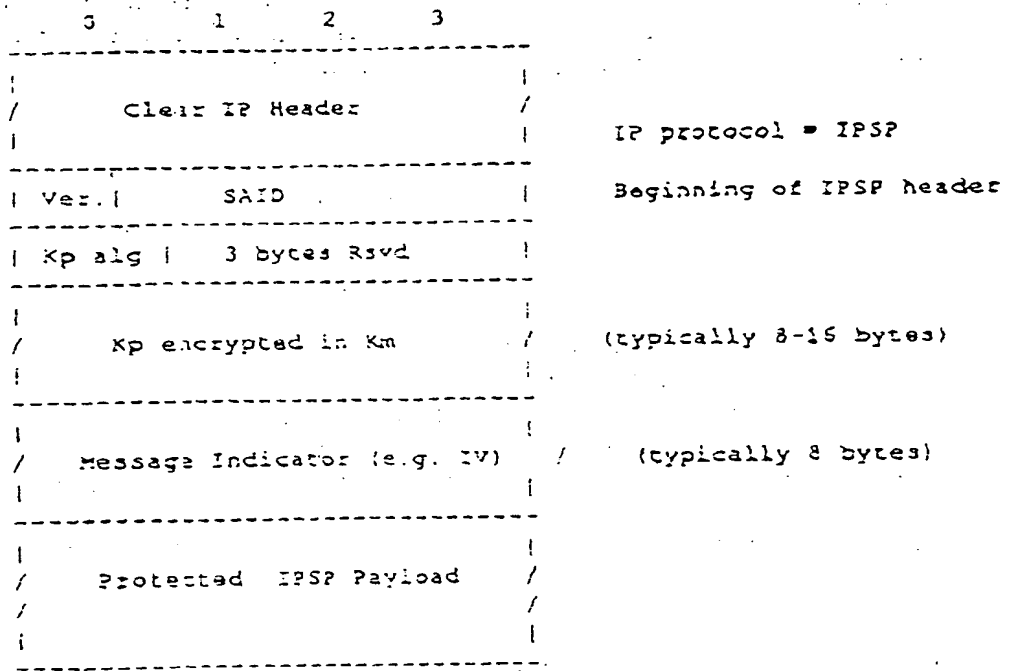 0 1 2 3
Clear IP Header
IP protocol = IPSP
| Ver. | SAID | Beginning of IPSP header
| Kp alg | 3 bytes Rsvd |
/ Kp encrypted in Km / (typically 8-16 bytes)
/ Message Indicator (e.g. IV) / (typically 8 bytes)
/ Protected IPSP Payload /